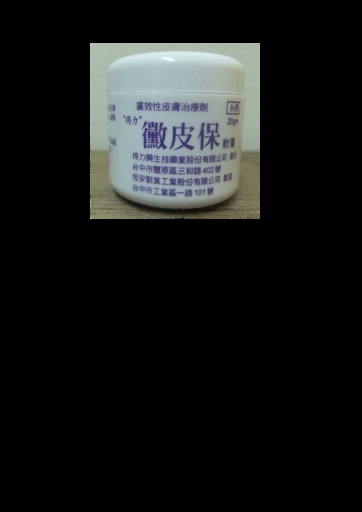 廣效性皮膚治療劑
外用
"得力"
黴皮保 軟膏
20gm
得力興生技藥業股份有限公司 委託
台中市豐原區三和路402號
恆安製藥工業股份有限公司 製造
台中市工業區一路101號